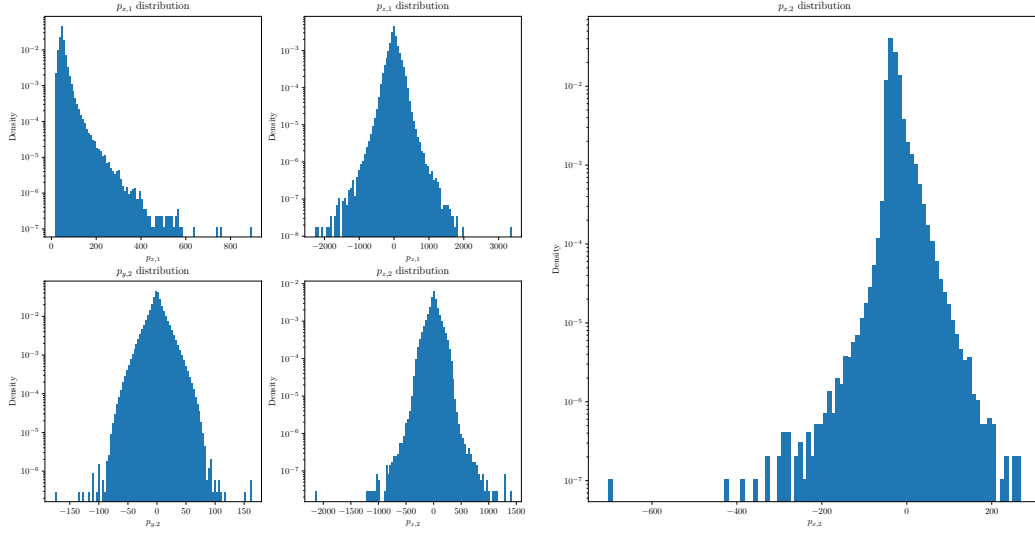 p_{x,1} distribution
Density
10^{-2}
10^{-3}
10^{-4}
10^{-5}
10^{-6}
10^{-7}
0 200 400 600 800
p_{x,1}
p_{z,1} distribution
Density
10^{-3}
10^{-4}
10^{-5}
10^{-6}
10^{-7}
10^{-8}
−2000 −1000 0 1000 2000 3000
p_{z,1}
p_{x,2} distribution
Density
10^{-2}
10^{-3}
10^{-4}
10^{-5}
10^{-6}
10^{-7}
−600 −400 −200 0 200
p_{x,2}
p_{y,2} distribution
Density
10^{-2}
10^{-3}
10^{-4}
10^{-5}
10^{-6}
−150 −100 −50 0 50 100 150
p_{y,2}
p_{z,2} distribution
Density
10^{-2}
10^{-3}
10^{-4}
10^{-5}
10^{-6}
10^{-7}
−2000 −1500 −1000 −500 0 500 1000 1500
p_{z,2}